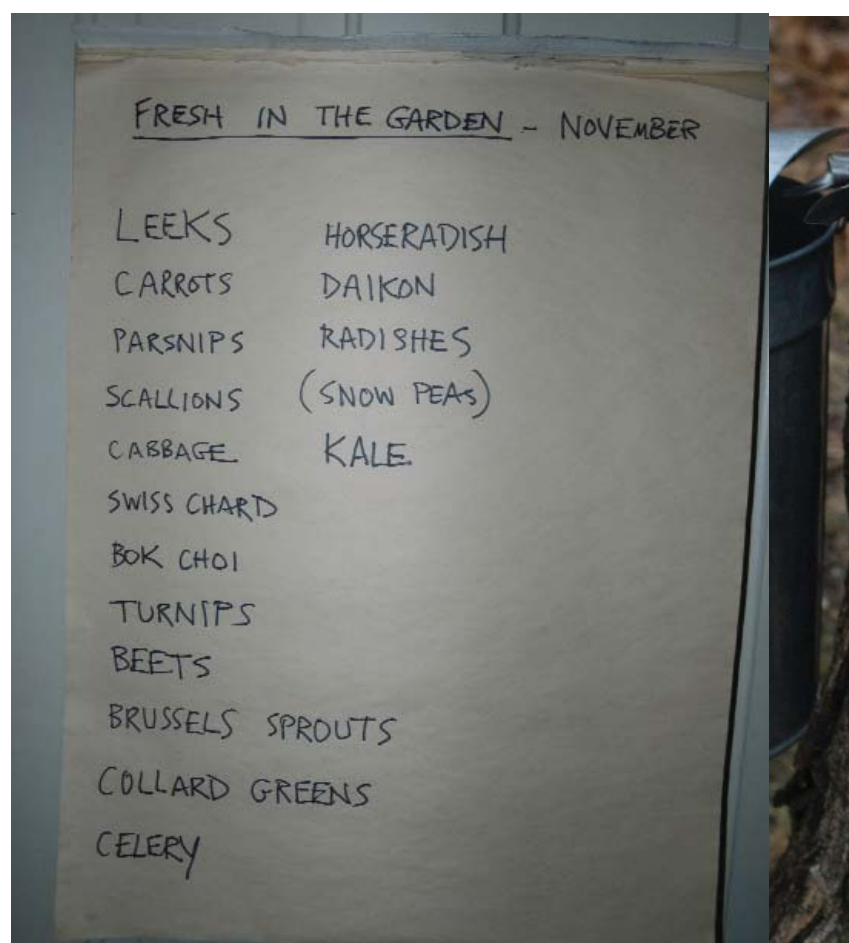 FRESH IN THE GARDEN - NOVEMBER
LEEKS
CARROTS
PARSNIPS
SCALLIONS
CABBAGE
SWISS CHARD
BOK CHOI
TURNIPS
BEETS
BRUSSELS SPROUTS
COLLARD GREENS
CELERY
HORSERADISH
DAIKON
RADISHES
(SNOW PEAS)
KALE